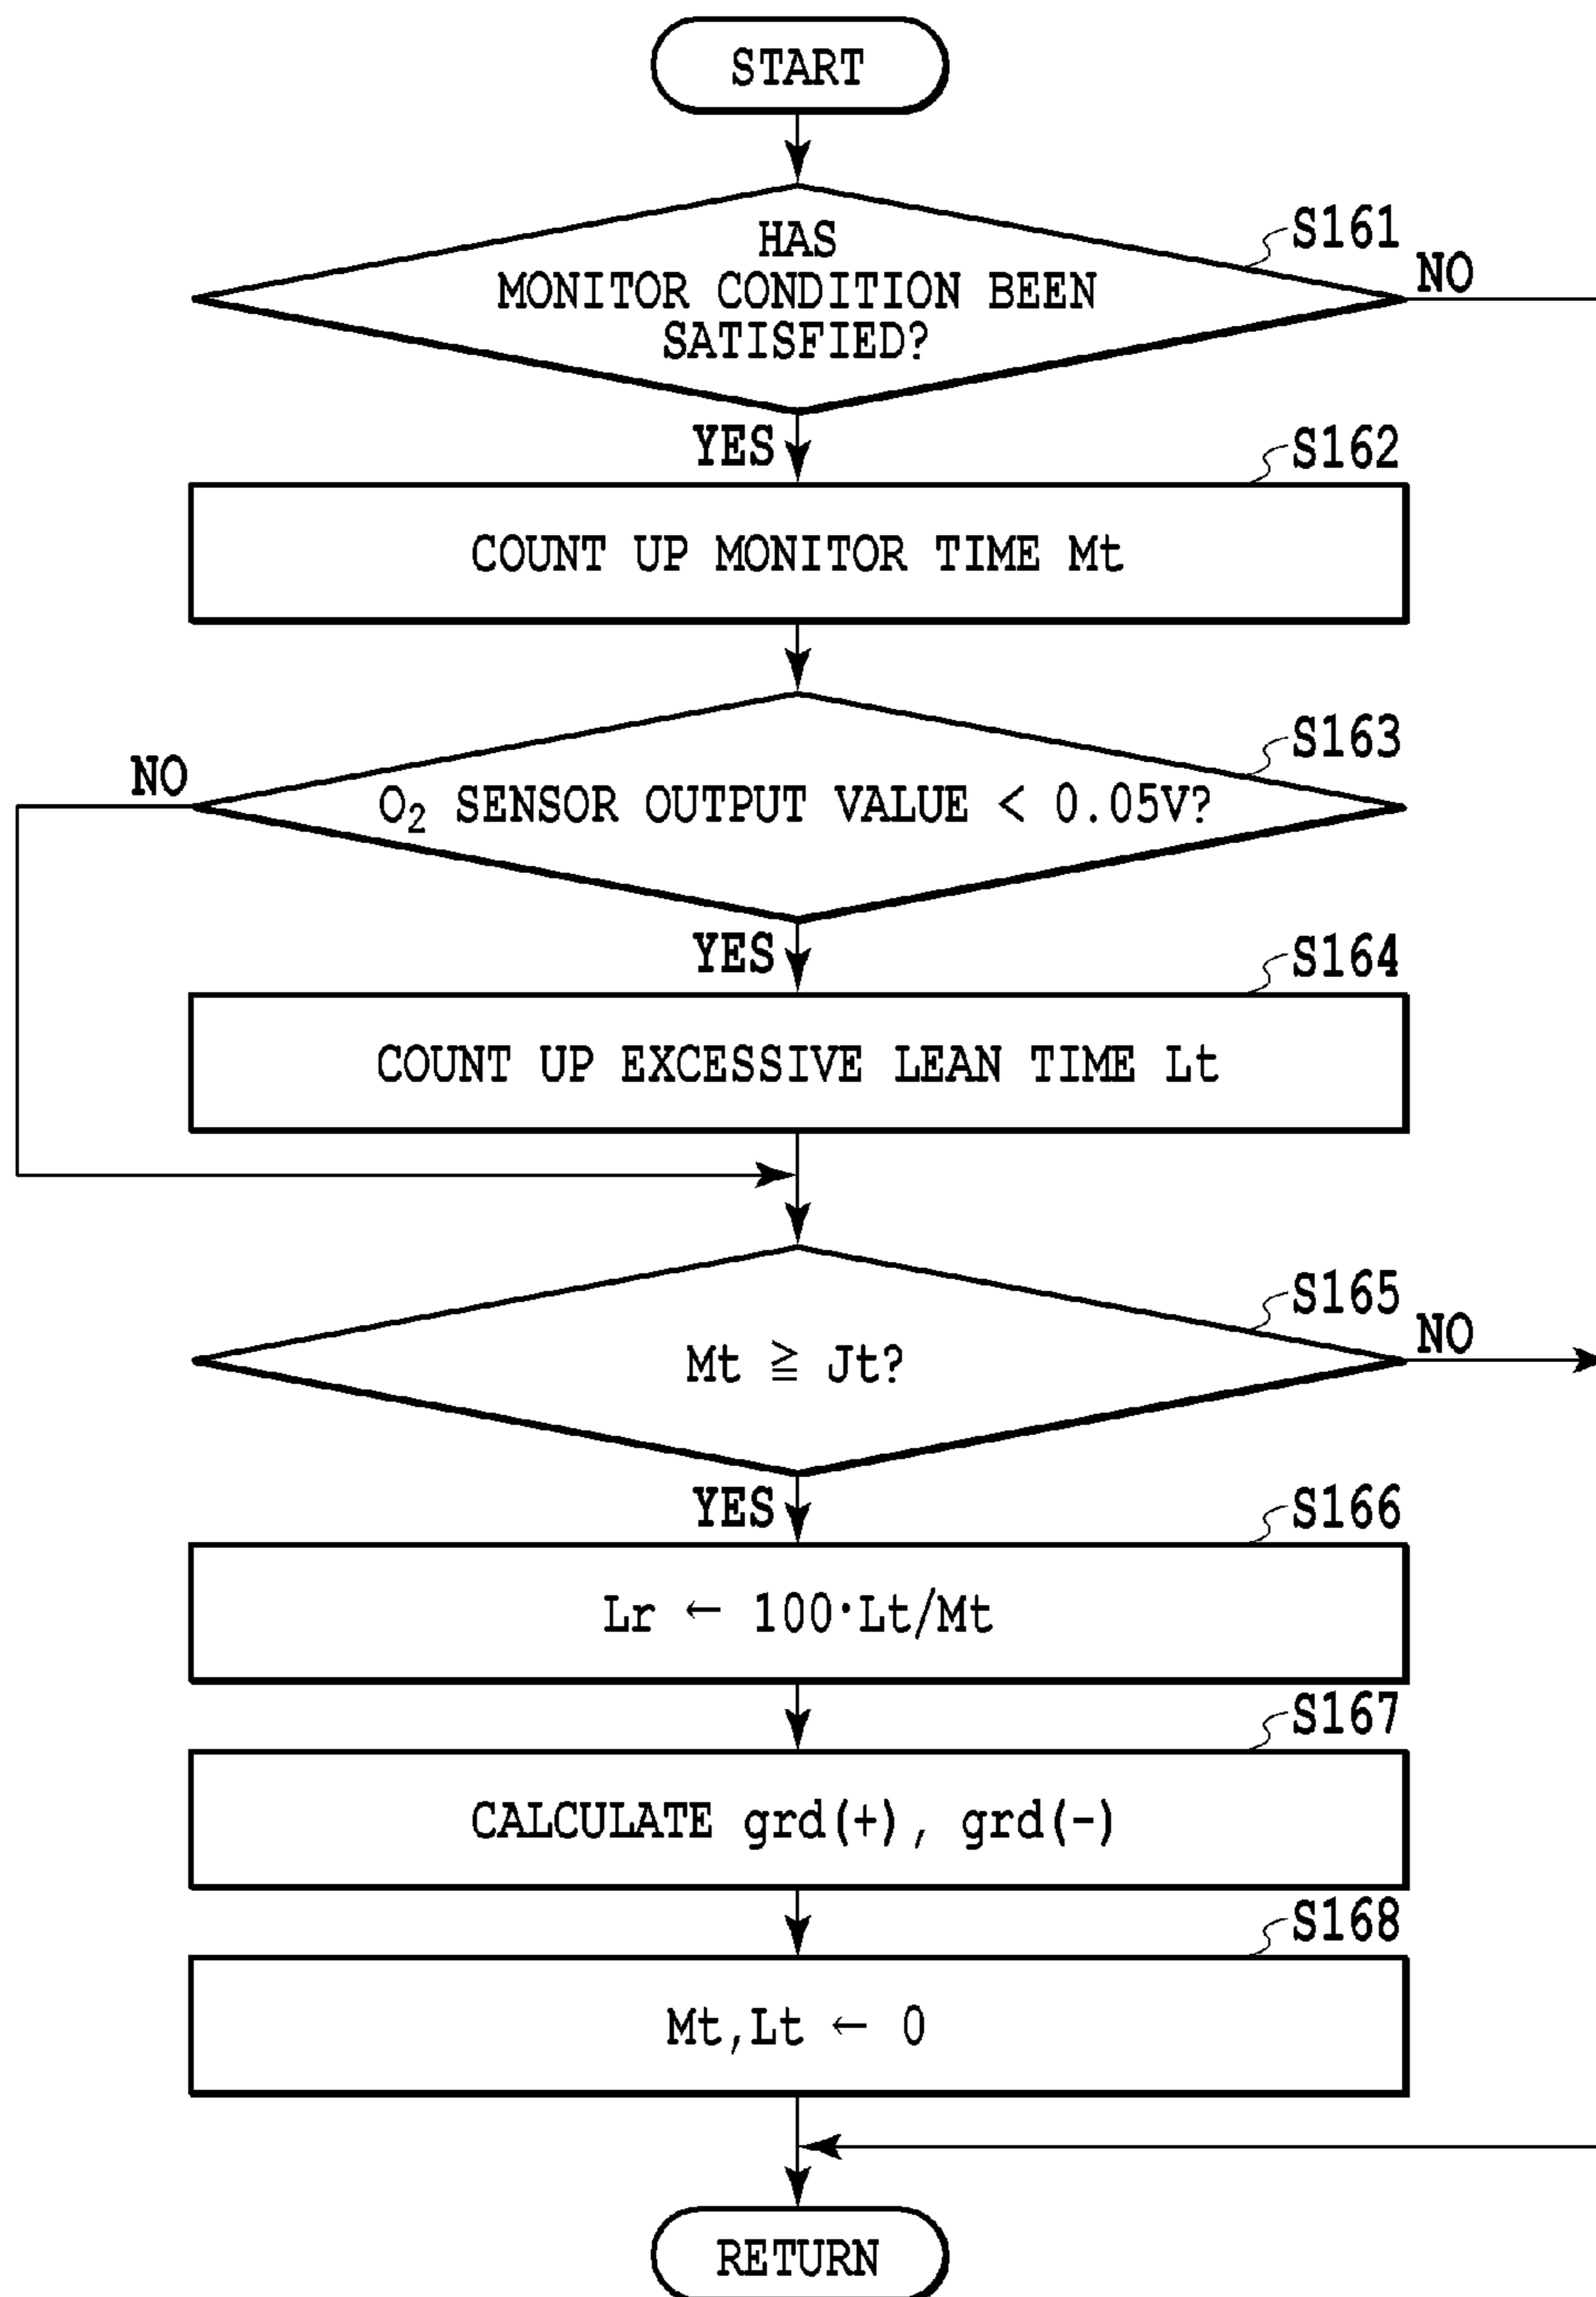 START
S161
HAS
MONITOR CONDITION BEEN
SATISFIED?
NO
YES
S162
COUNT UP MONITOR TIME Mt
S163
NO
O₂ SENSOR OUTPUT VALUE < 0.05V?
YES
S164
COUNT UP EXCESSIVE LEAN TIME Lt
S165
Mt ≧ Jt?
NO
YES
S166
Lr ← 100·Lt/Mt
S167
CALCULATE grd(+), grd(-)
S168
Mt,Lt ← 0
RETURN